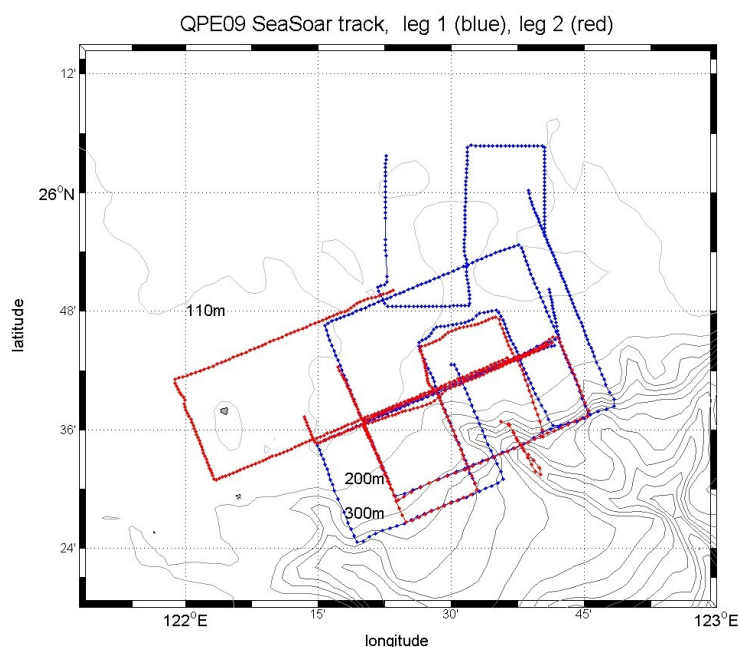 QPE09 SeaSoar track,  leg 1 (blue), leg 2 (red)
12'
26°N
48'
110m
latitude
36'
200m
300m
24'
122°E 15' 30' 45' 123°E
longitude